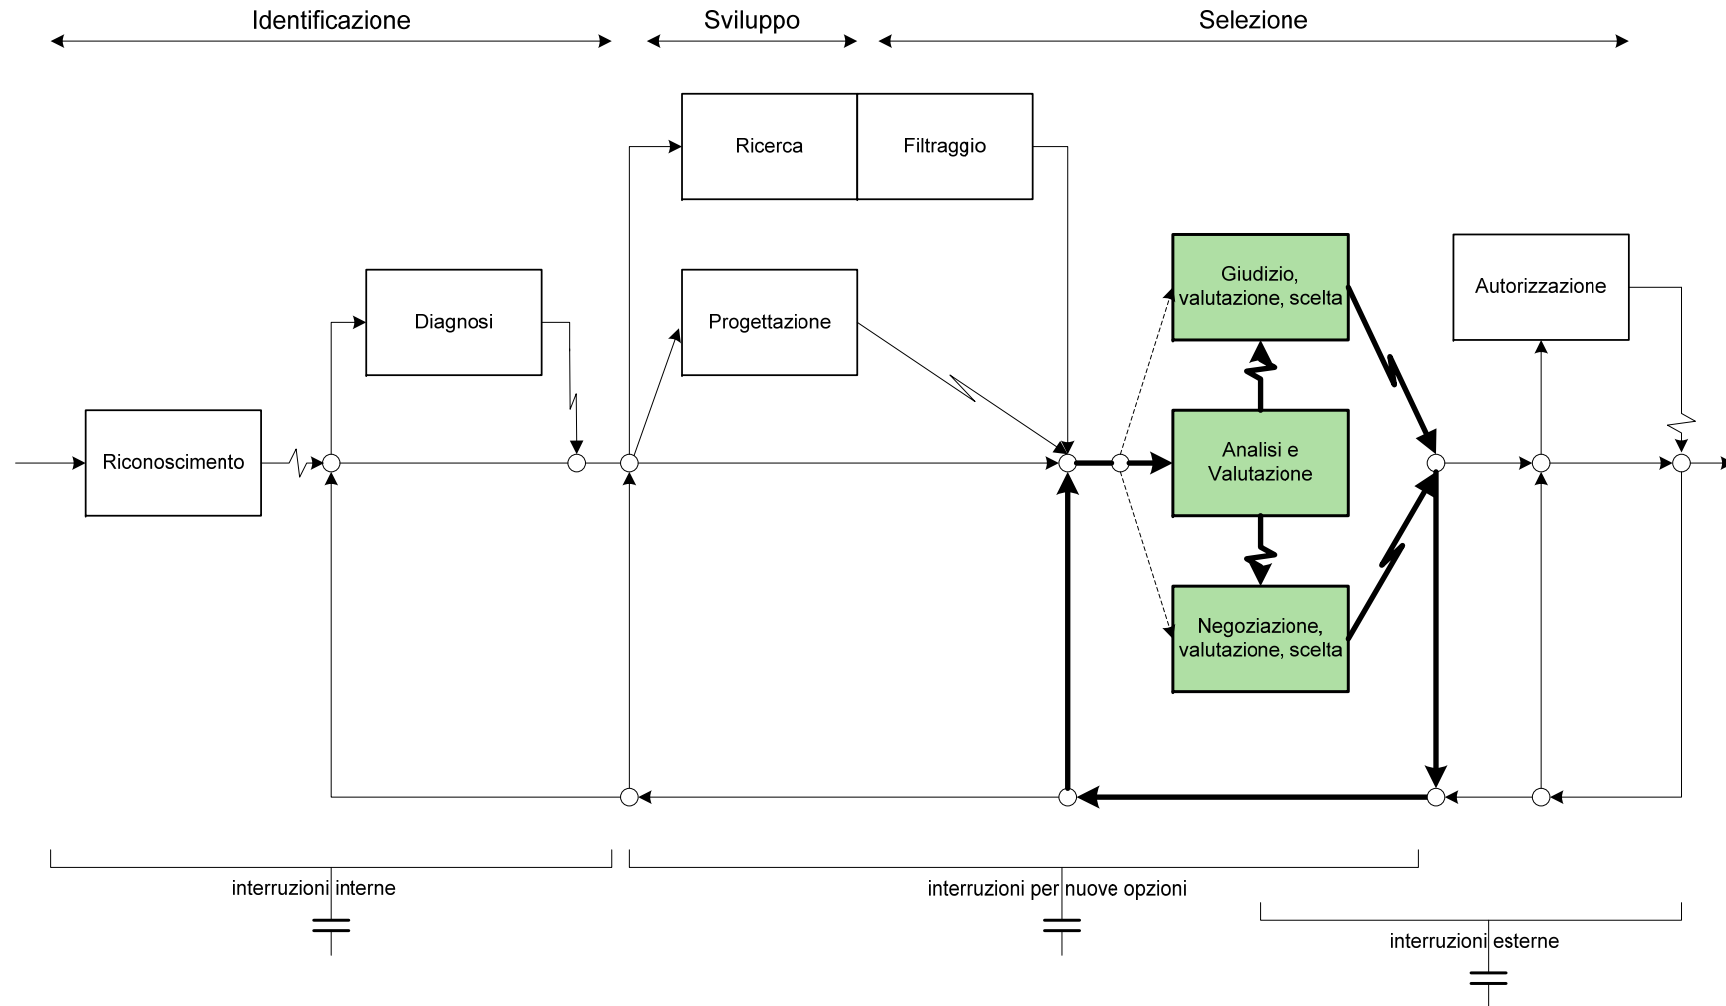 Identificazione
Sviluppo
Selezione
Ricerca
Filtraggio
Giudizio,
valutazione, scelta
Autorizzazione
Diagnosi
Progettazione
Riconoscimento
Analisi e
Valutazione
Negoziazione,
valutazione, scelta
interruzioni interne
interruzioni per nuove opzioni
interruzioni esterne